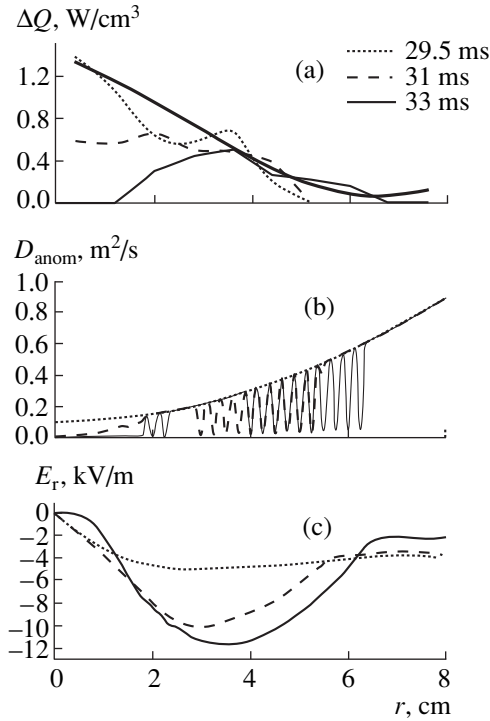 ΔQ, W/cm³
29.5 ms
(a)
31 ms
33 ms
1.2
0.8
0.4
0.0
D_anom, m²/s
1.0
(b)
0.8
0.6
0.4
0.2
0.0
E_r, kV/m
0
(c)
−2
−4
−6
−8
−10
−12
0 2 4 6 8
r, cm